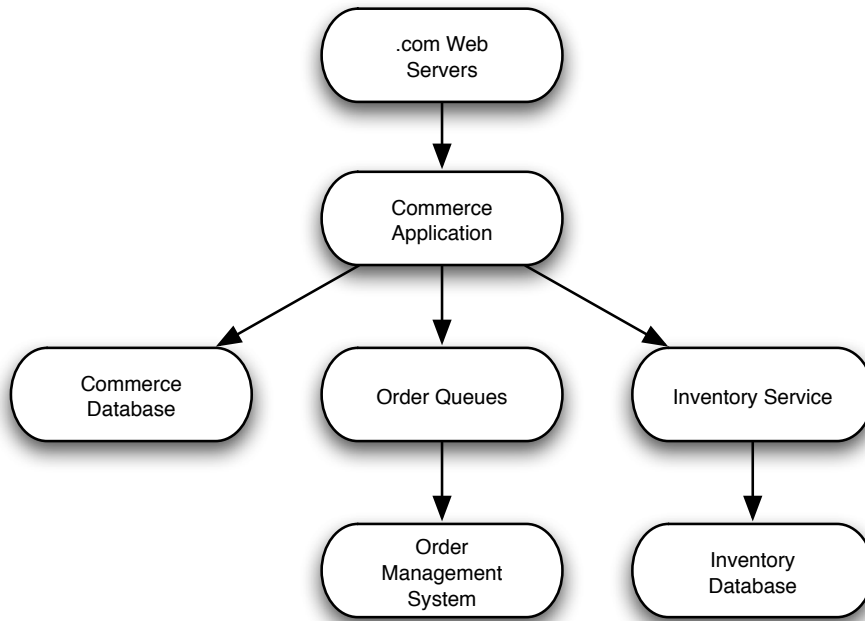 .com Web
Servers
Commerce
Application
Commerce
Database
Order Queues
Inventory Service
Order
Management
System
Inventory
Database